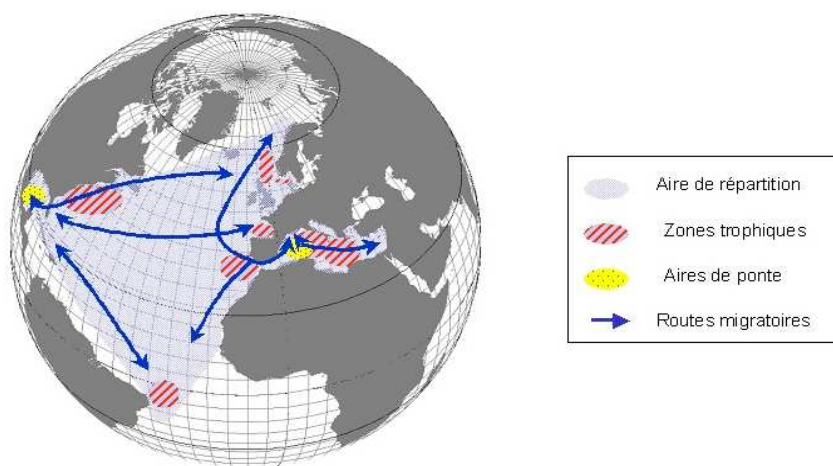 Aire de répartition
Zones trophiques
Aires de ponte
Routes migratoires